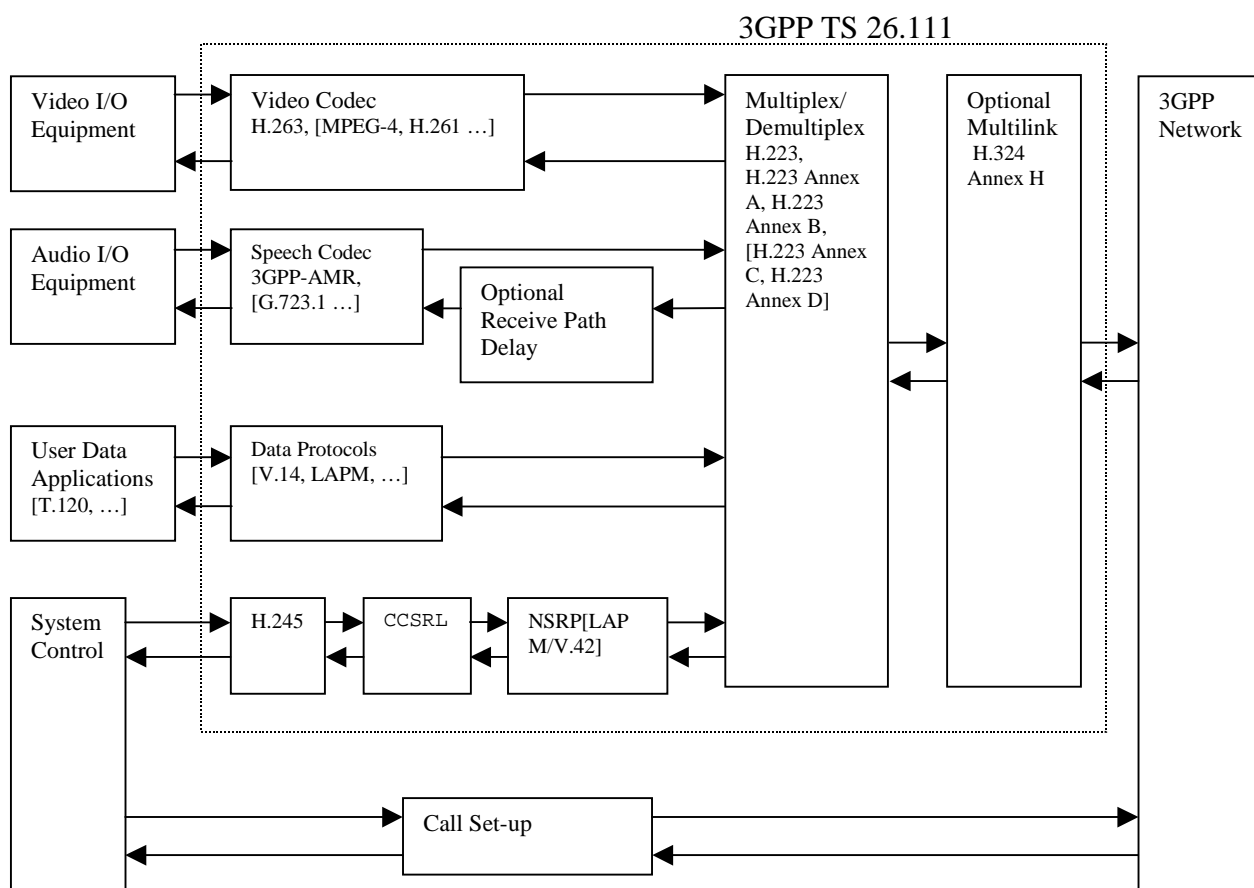 3GPP TS 26.111
Video I/O
Equipment
Video Codec
H.263, [MPEG-4, H.261 …]
Multiplex/
Demultiplex
H.223,
H.223 Annex
A, H.223
Annex B,
[H.223 Annex
C, H.223
Annex D]
Optional
Multilink
H.324
Annex H
3GPP
Network
Audio I/O
Equipment
Speech Codec
3GPP-AMR,
[G.723.1 …]
Optional
Receive Path
Delay
User Data
Applications
[T.120, …]
Data Protocols
[V.14, LAPM, …]
System
Control
H.245
CCSRL
NSRP[LAP
M/V.42]
Call Set-up